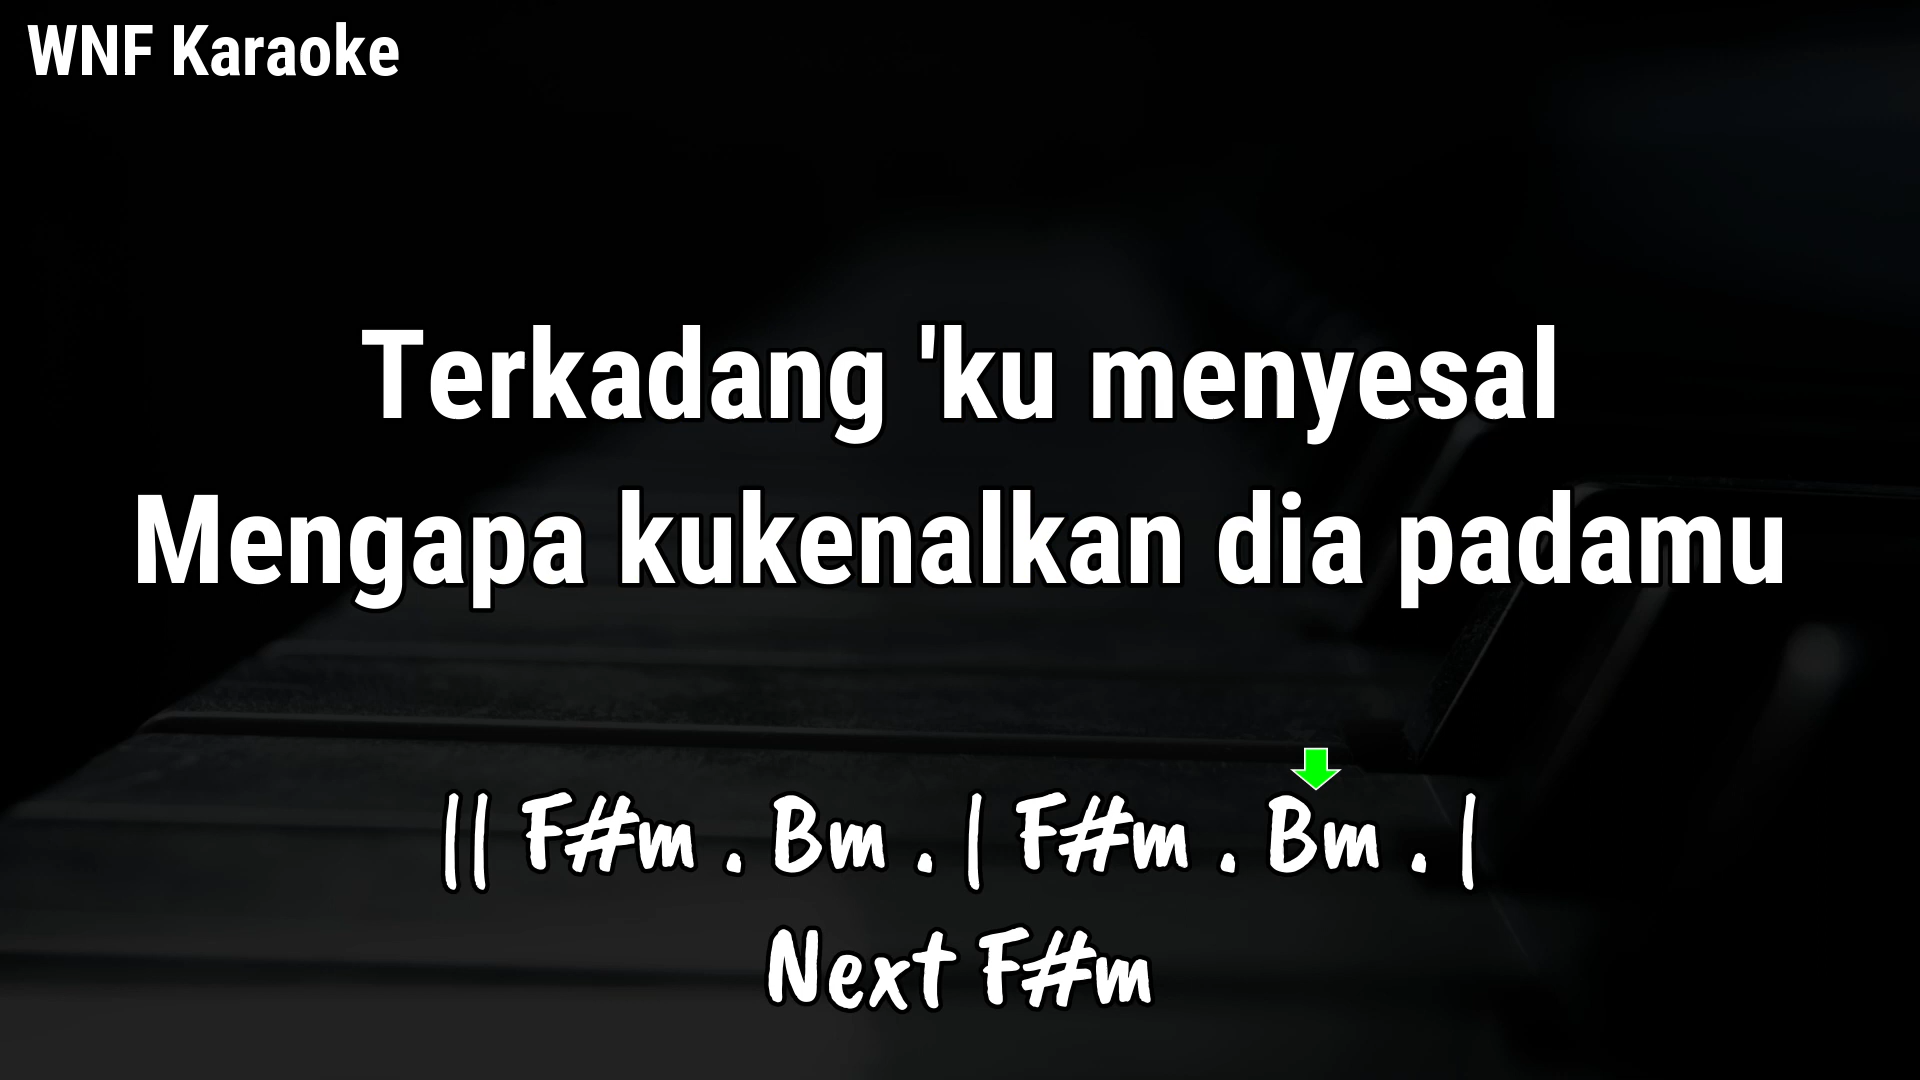 WNF Karaoke
Terkadang 'ku menyesal
Mengapa kukenalkan dia padamu
|| F#m . Bm . | F#m . Bm . |
Next F#m